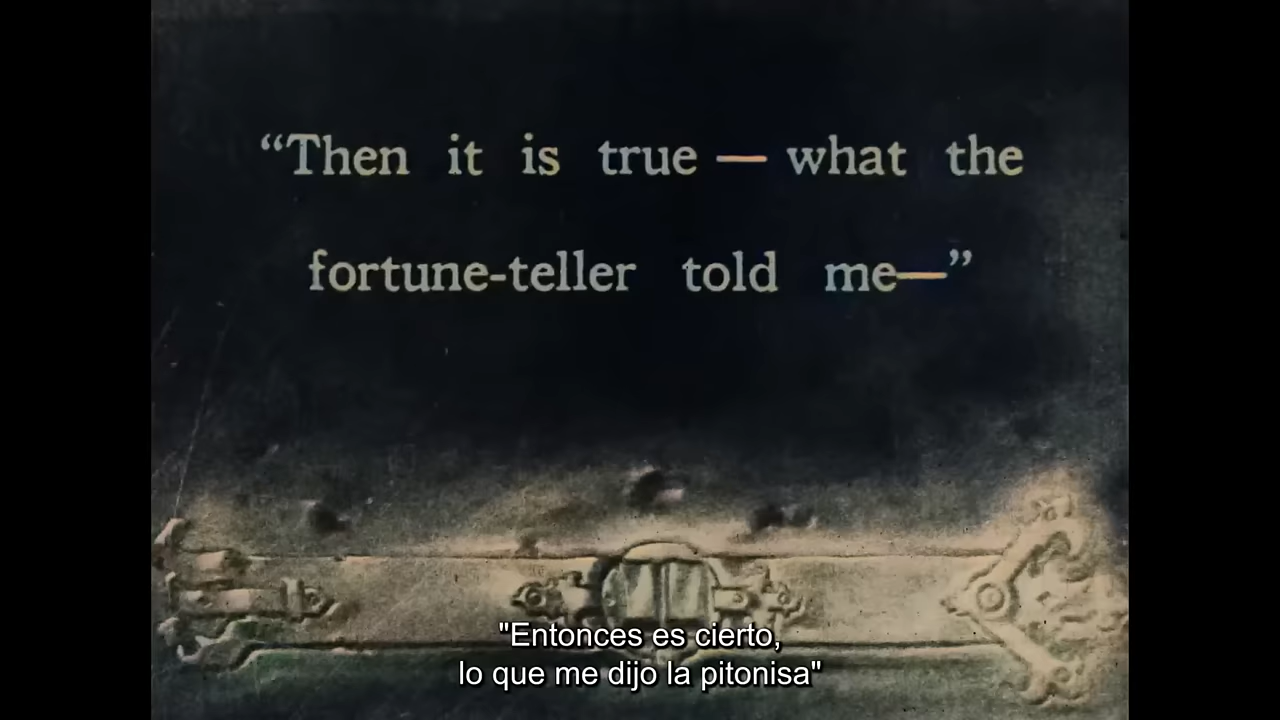 “Then it is true — what the
fortune-teller told me—”
"Entonces es cierto,
lo que me dijo la pitonisa"